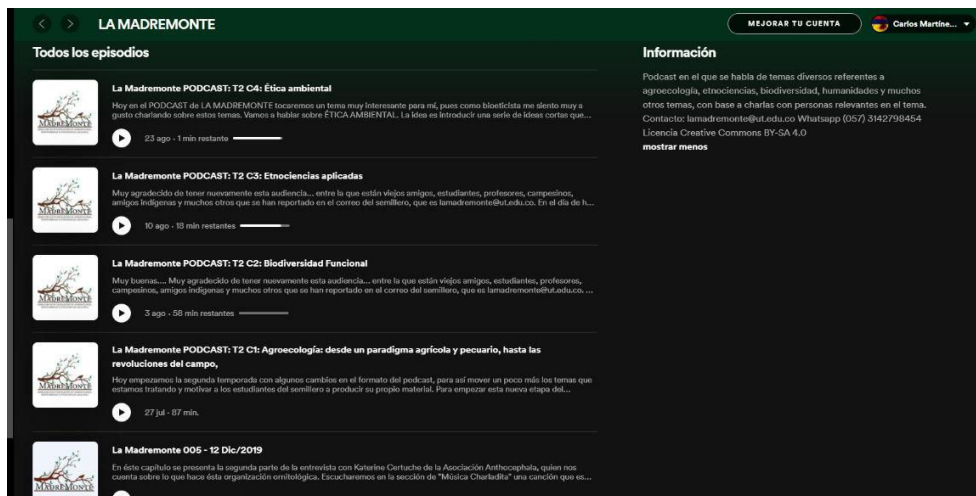 LA MADREMONTE
MEJORAR TU CUENTA
Carlos Martíne...
Todos los episodios
La Madremonte PODCAST: T2 C4: Ética ambiental
Hoy en el PODCAST de LA MADREMONTE tocaremos un tema muy interesante para mí, pues como bioeticista me siento muy a
gusto charlando sobre estos temas. Vamos a hablar sobre ÉTICA AMBIENTAL. La idea es introducir una serie de ideas cortas que...
23 ago · 1 min restante
MADREMONTE
La Madremonte PODCAST: T2 C3: Etnociencias aplicadas
Muy agradecido de tener nuevamente esta audiencia... entre la que están viejos amigos, estudiantes, profesores, campesinos,
amigos indígenas y muchos otros que se han reportado en el correo del semillero, que es lamadremonte@ut.edu.co. En el día de h...
10 ago · 18 min restantes
MADREMONTE
La Madremonte PODCAST: T2 C2: Biodiversidad Funcional
Muy buenas.... Muy agradecido de tener nuevamente esta audiencia... entre la que están viejos amigos, estudiantes, profesores,
campesinos, amigos indígenas y muchos otros que se han reportado en el correo del semillero, que es lamadremonte@ut.edu.co. ...
3 ago · 58 min restantes
MADREMONTE
La Madremonte PODCAST: T2 C1: Agroecología: desde un paradigma agrícola y pecuario, hasta las
revoluciones del campo,
Hoy empezamos la segunda temporada con algunos cambios en el formato del podcast, para así mover un poco más los temas que
estamos tratando y motivar a los estudiantes del semillero a producir su propio material. Para empezar esta nueva etapa del...
27 jul · 87 min.
MADREMONTE
La Madremonte 005 - 12 Dic/2019
En éste capítulo se presenta la segunda parte de la entrevista con Katerine Certuche de la Asociación Anthocephala, quien nos
cuenta sobre lo que hace ésta organización ornitológica. Escucharemos en la sección de "Música Charladita" una canción que es...
MADREMONTE
Información
Podcast en el que se habla de temas diversos referentes a
agroecología, etnociencias, biodiversidad, humanidades y muchos
otros temas, con base a charlas con personas relevantes en el tema.
Contacto: lamadremonte@ut.edu.co Whatsapp (057) 3142798454
Licencia Creative Commons BY-SA 4.0
mostrar menos